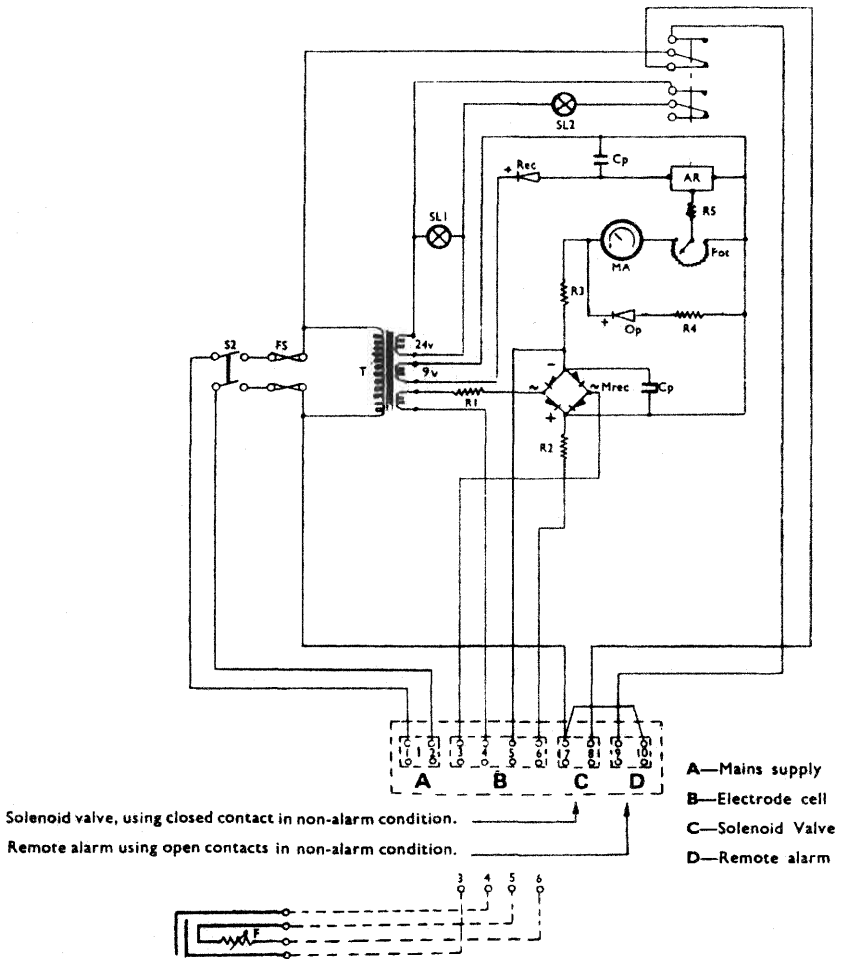 SL2
+ Rec
Cp
AR
R5
SL1
MA
Pot
R3
+ Op
R4
S2
FS
T
24v
9v
R1
-
~
~
Mrec
Cp
+
R2
1 1 2 3 4 5 6 7 8 9 10
A B C D
A—Mains supply
B—Electrode cell
C—Solenoid Valve
D—Remote alarm
Solenoid valve, using closed contact in non-alarm condition.
Remote alarm using open contacts in non-alarm condition.
3 4 5 6
F